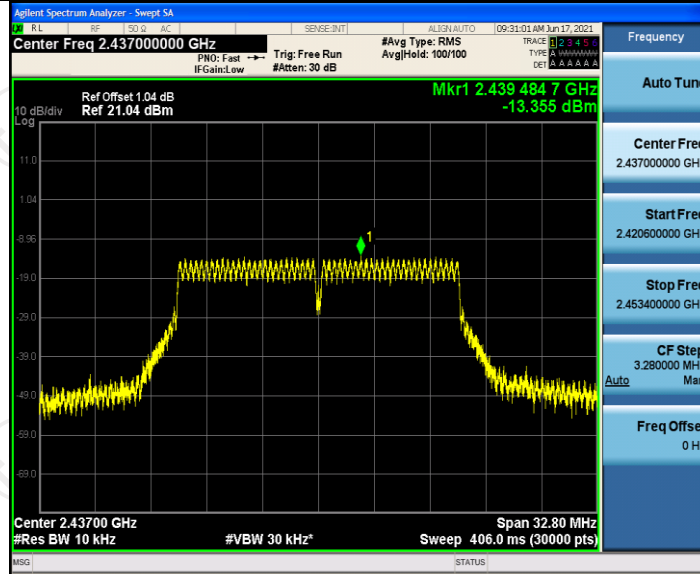 Agilent Spectrum Analyzer - Swept SA
RL RF 50 Ω AC SENSE:INT ALIGN AUTO 09:31:01 AM Jun 17, 2021
Center Freq 2.437000000 GHz
PNO: Fast
IFGain:Low
Trig: Free Run
#Atten: 30 dB
#Avg Type: RMS
Avg|Hold: 100/100
TRACE 1 2 3 4 5 6
TYPE A
DET A A A A A A
Ref Offset 1.04 dB
10 dB/div Ref 21.04 dBm
Log
Mkr1 2.439 484 7 GHz
-13.355 dBm
11.0
1.04
-8.96
-19.0
-29.0
-39.0
-49.0
-59.0
-69.0
1
Center 2.43700 GHz Span 32.80 MHz
#Res BW 10 kHz #VBW 30 kHz* Sweep 406.0 ms (30000 pts)
MSG STATUS
Frequency
Auto Tun
Center Fre
2.437000000 GH
Start Fre
2.420600000 GH
Stop Fre
2.453400000 GH
CF Ste
3.280000 MH
Auto Ma
Freq Offse
0 H